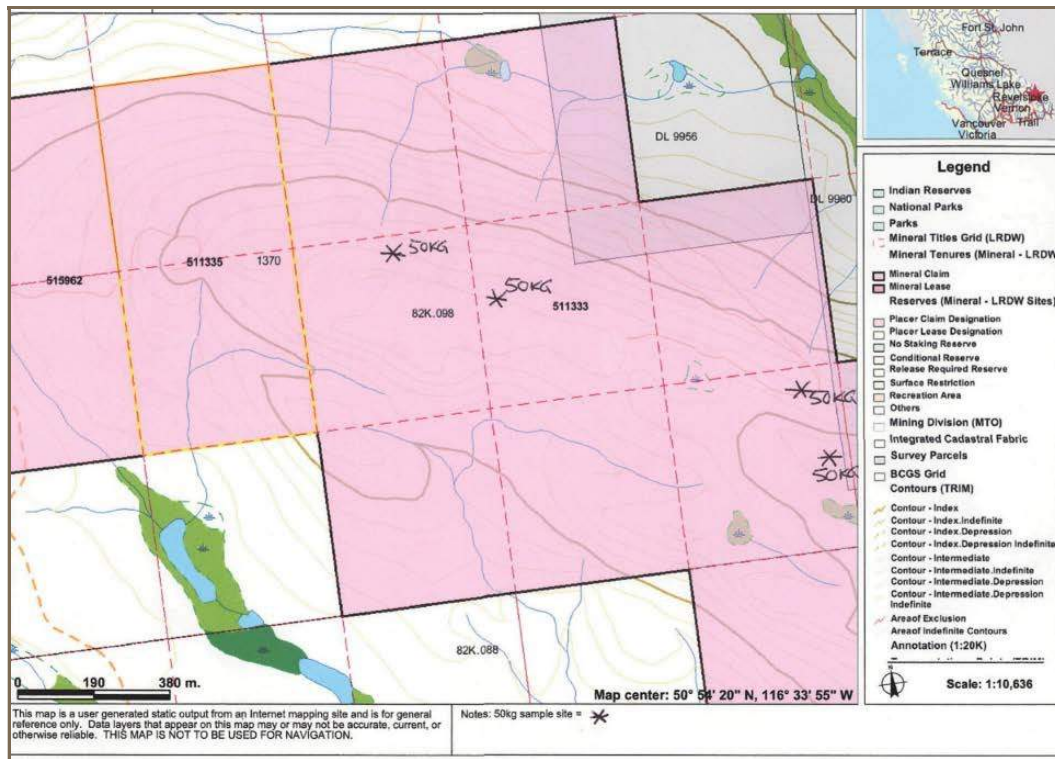 Fort St. John
Terrace
Quesnel
Williams Lake
Revelstoke
Vernon
Vancouver
Trail
Victoria
DL 9956
DL 9980
50KG
515962
511335
1370
50KG
511333
82K.098
50KG
50KG
82K.088
0 190 380 m.
Map center: 50° 54' 20" N, 116° 33' 55" W
Legend
Indian Reserves
National Parks
Parks
Mineral Titles Grid (LRDW)
Mineral Tenures (Mineral - LRDW
Mineral Claim
Mineral Lease
Reserves (Mineral - LRDW Sites)
Placer Claim Designation
Placer Lease Designation
No Staking Reserve
Conditional Reserve
Release Required Reserve
Surface Restriction
Recreation Area
Others
Mining Division (MTO)
Integrated Cadastral Fabric
Survey Parcels
BCGS Grid
Contours (TRIM)
Contour - Index
Contour - Index.Indefinite
Contour - Index.Depression
Contour - Index.Depression Indefinite
Contour - Intermediate
Contour - Intermediate.Indefinite
Contour - Intermediate.Depression
Contour - Intermediate.Depression
Indefinite
Areaof Exclusion
Areaof Indefinite Contours
Annotation (1:20K)
Scale: 1:10,636
This map is a user generated static output from an Internet mapping site and is for general
reference only. Data layers that appear on this map may or may not be accurate, current, or
otherwise reliable. THIS MAP IS NOT TO BE USED FOR NAVIGATION.
Notes: 50kg sample site =